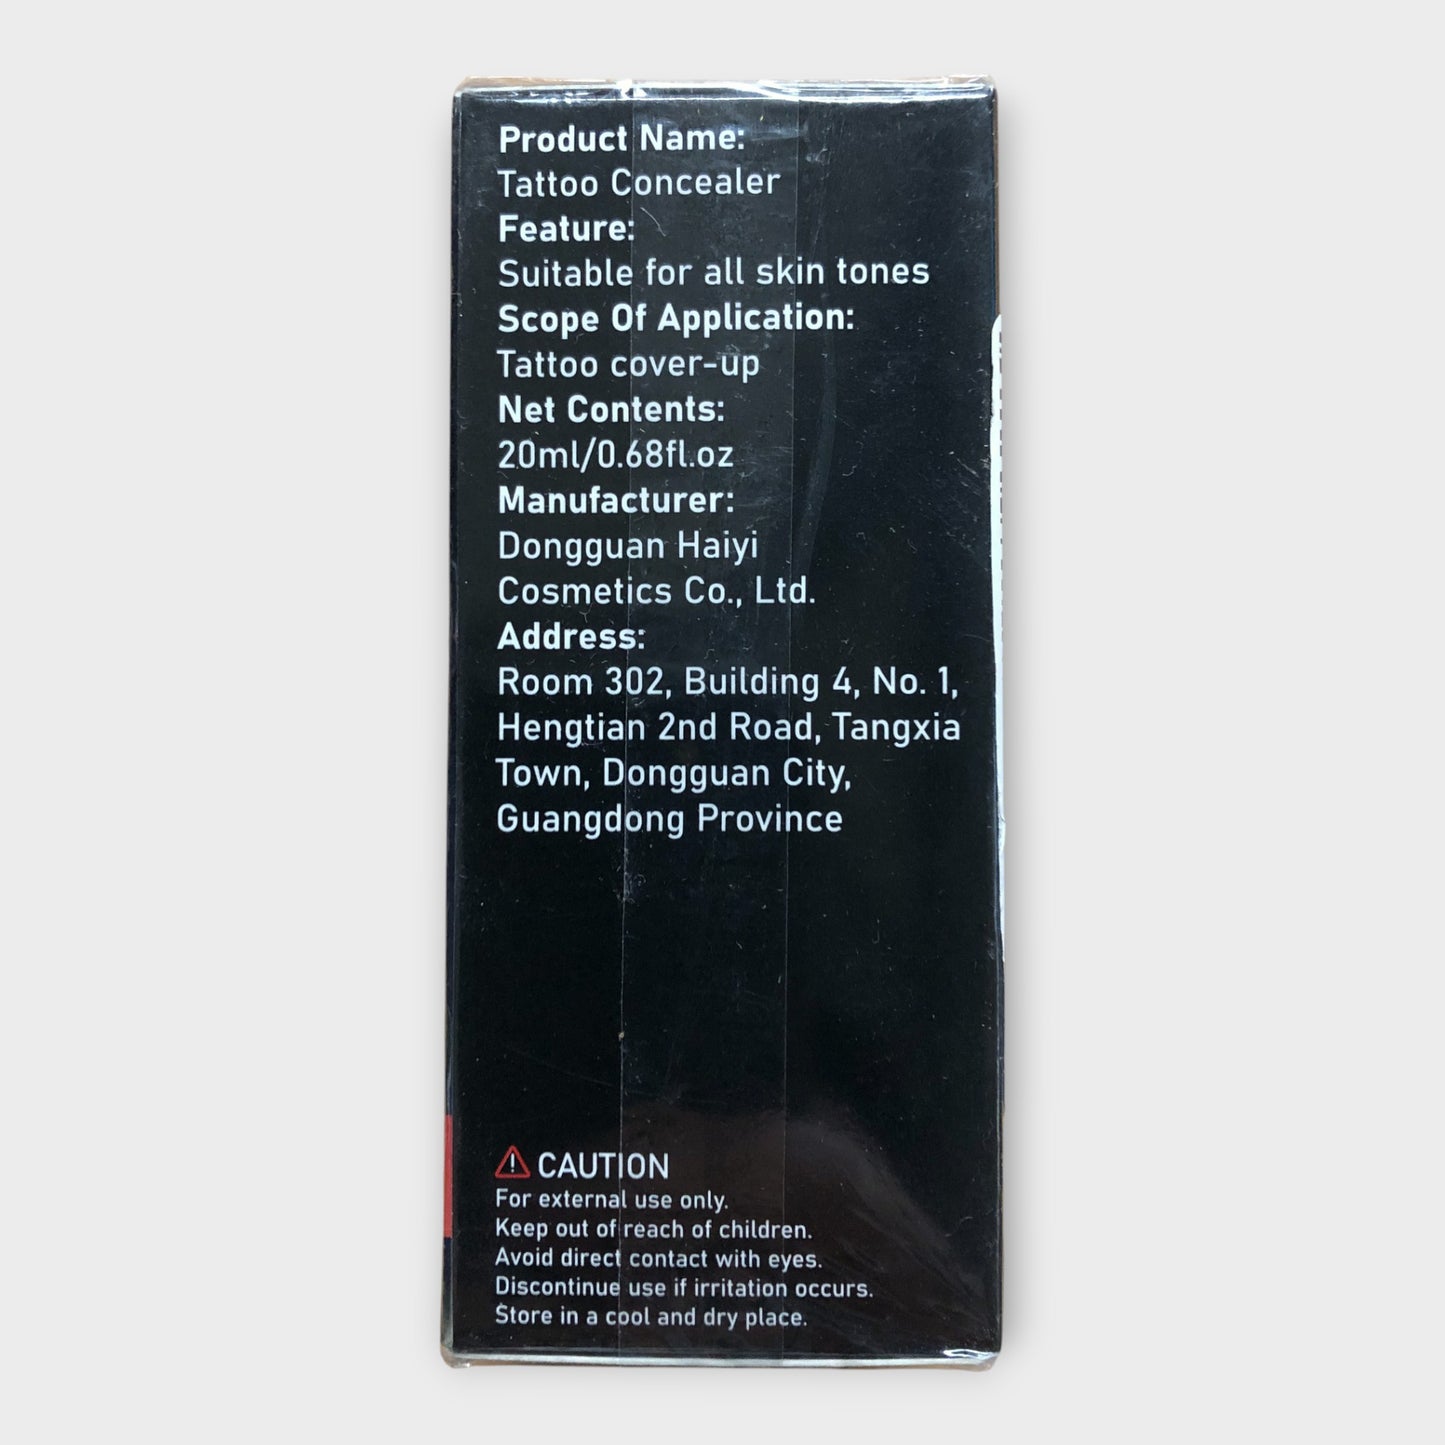 Product Name:
Tattoo Concealer
Feature:
Suitable for all skin tones
Scope Of Application:
Tattoo cover-up
Net Contents:
20ml/0.68fl.oz
Manufacturer:
Dongguan Haiyi
Cosmetics Co., Ltd.
Address:
Room 302, Building 4, No. 1,
Hengtian 2nd Road, Tangxia
Town, Dongguan City,
Guangdong Province
CAUTION
For external use only.
Keep out of reach of children.
Avoid direct contact with eyes.
Discontinue use if irritation occurs.
Store in a cool and dry place.